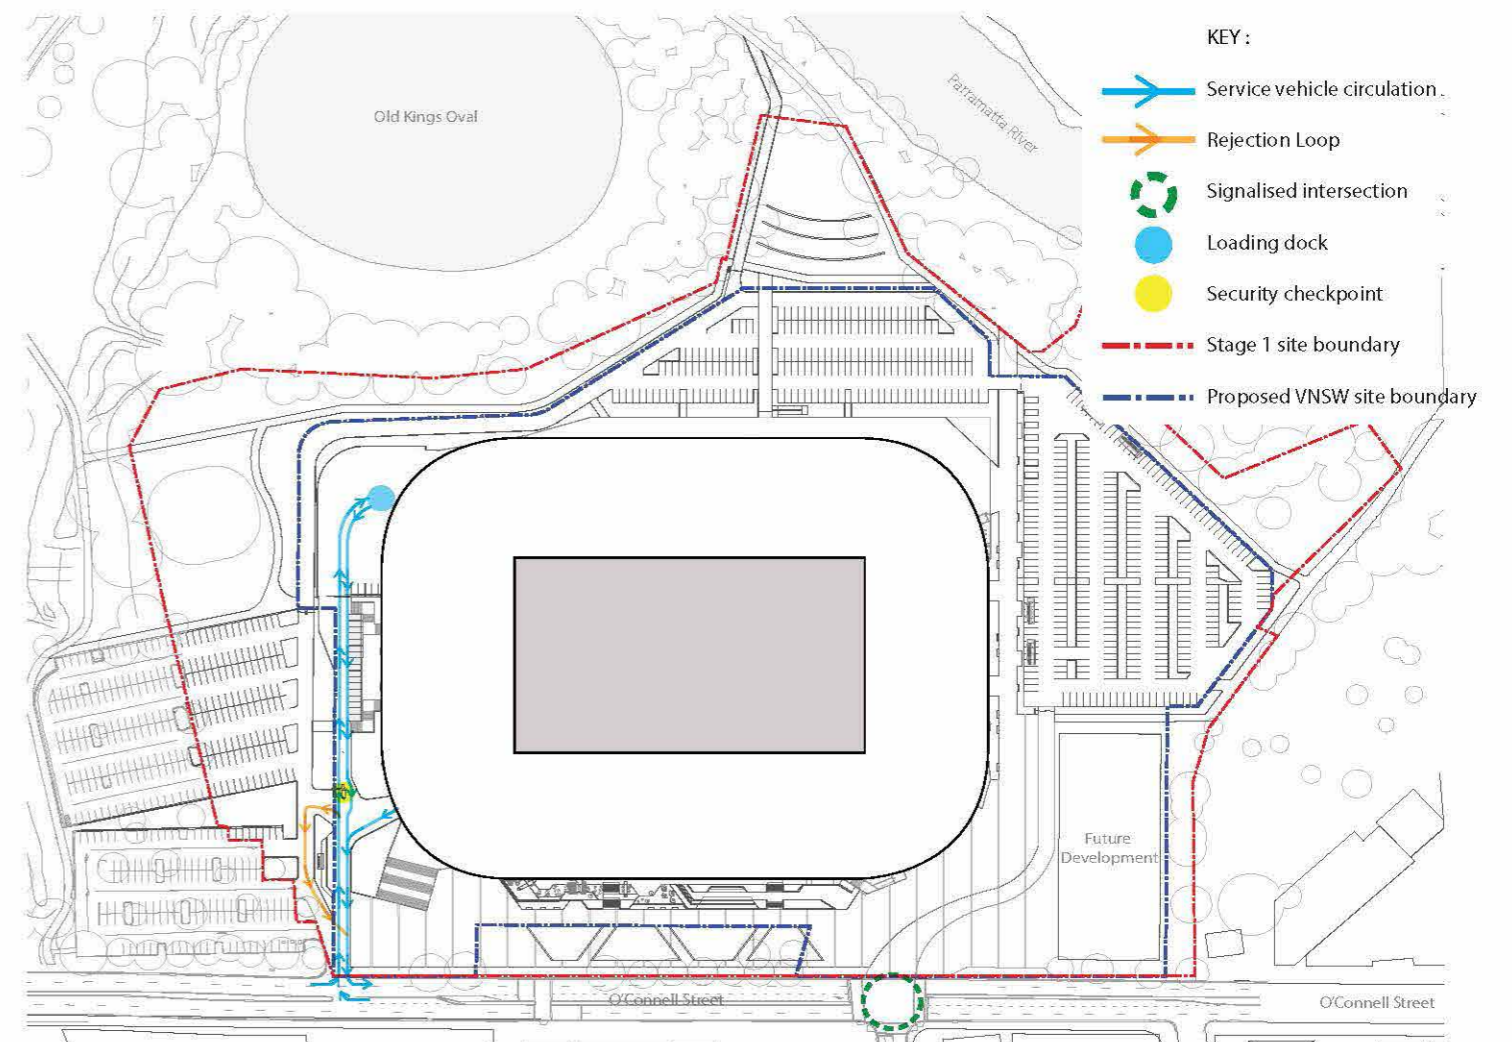 KEY :
Service vehicle circulation
Rejection Loop
Signalised intersection
Loading dock
Security checkpoint
Stage 1 site boundary
Proposed VNSW site boundary
Old Kings Oval
Parramatta River
Future
Development
O'Connell Street
O'Connell Street